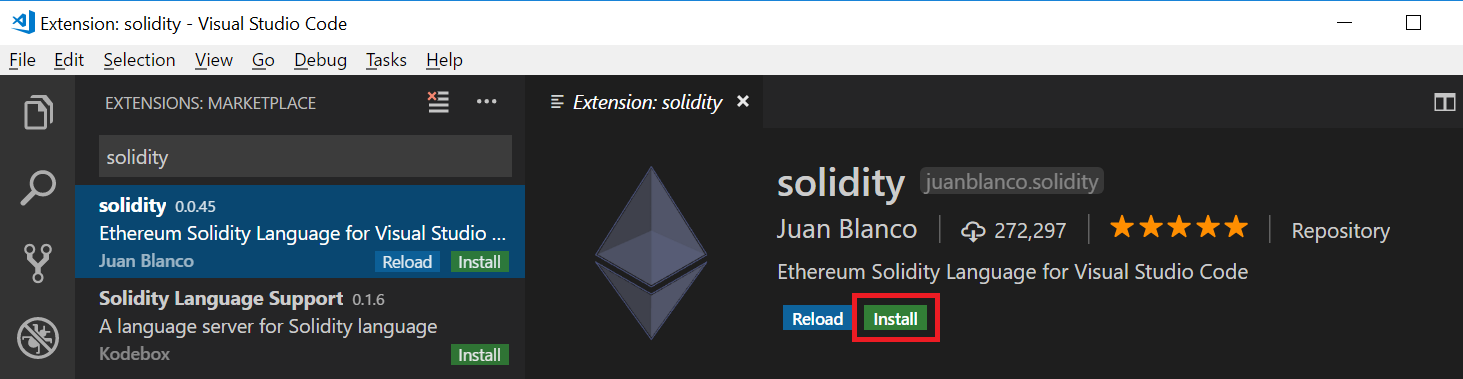 Extension: solidity - Visual Studio Code
File Edit Selection View Go Debug Tasks Help
EXTENSIONS: MARKETPLACE
solidity
solidity 0.0.45
Ethereum Solidity Language for Visual Studio ...
Juan Blanco Reload Install
Solidity Language Support 0.1.6
A language server for Solidity language
Kodebox Install
Extension: solidity
solidity juanblanco.solidity
Juan Blanco 272,297 Repository
Ethereum Solidity Language for Visual Studio Code
Reload Install